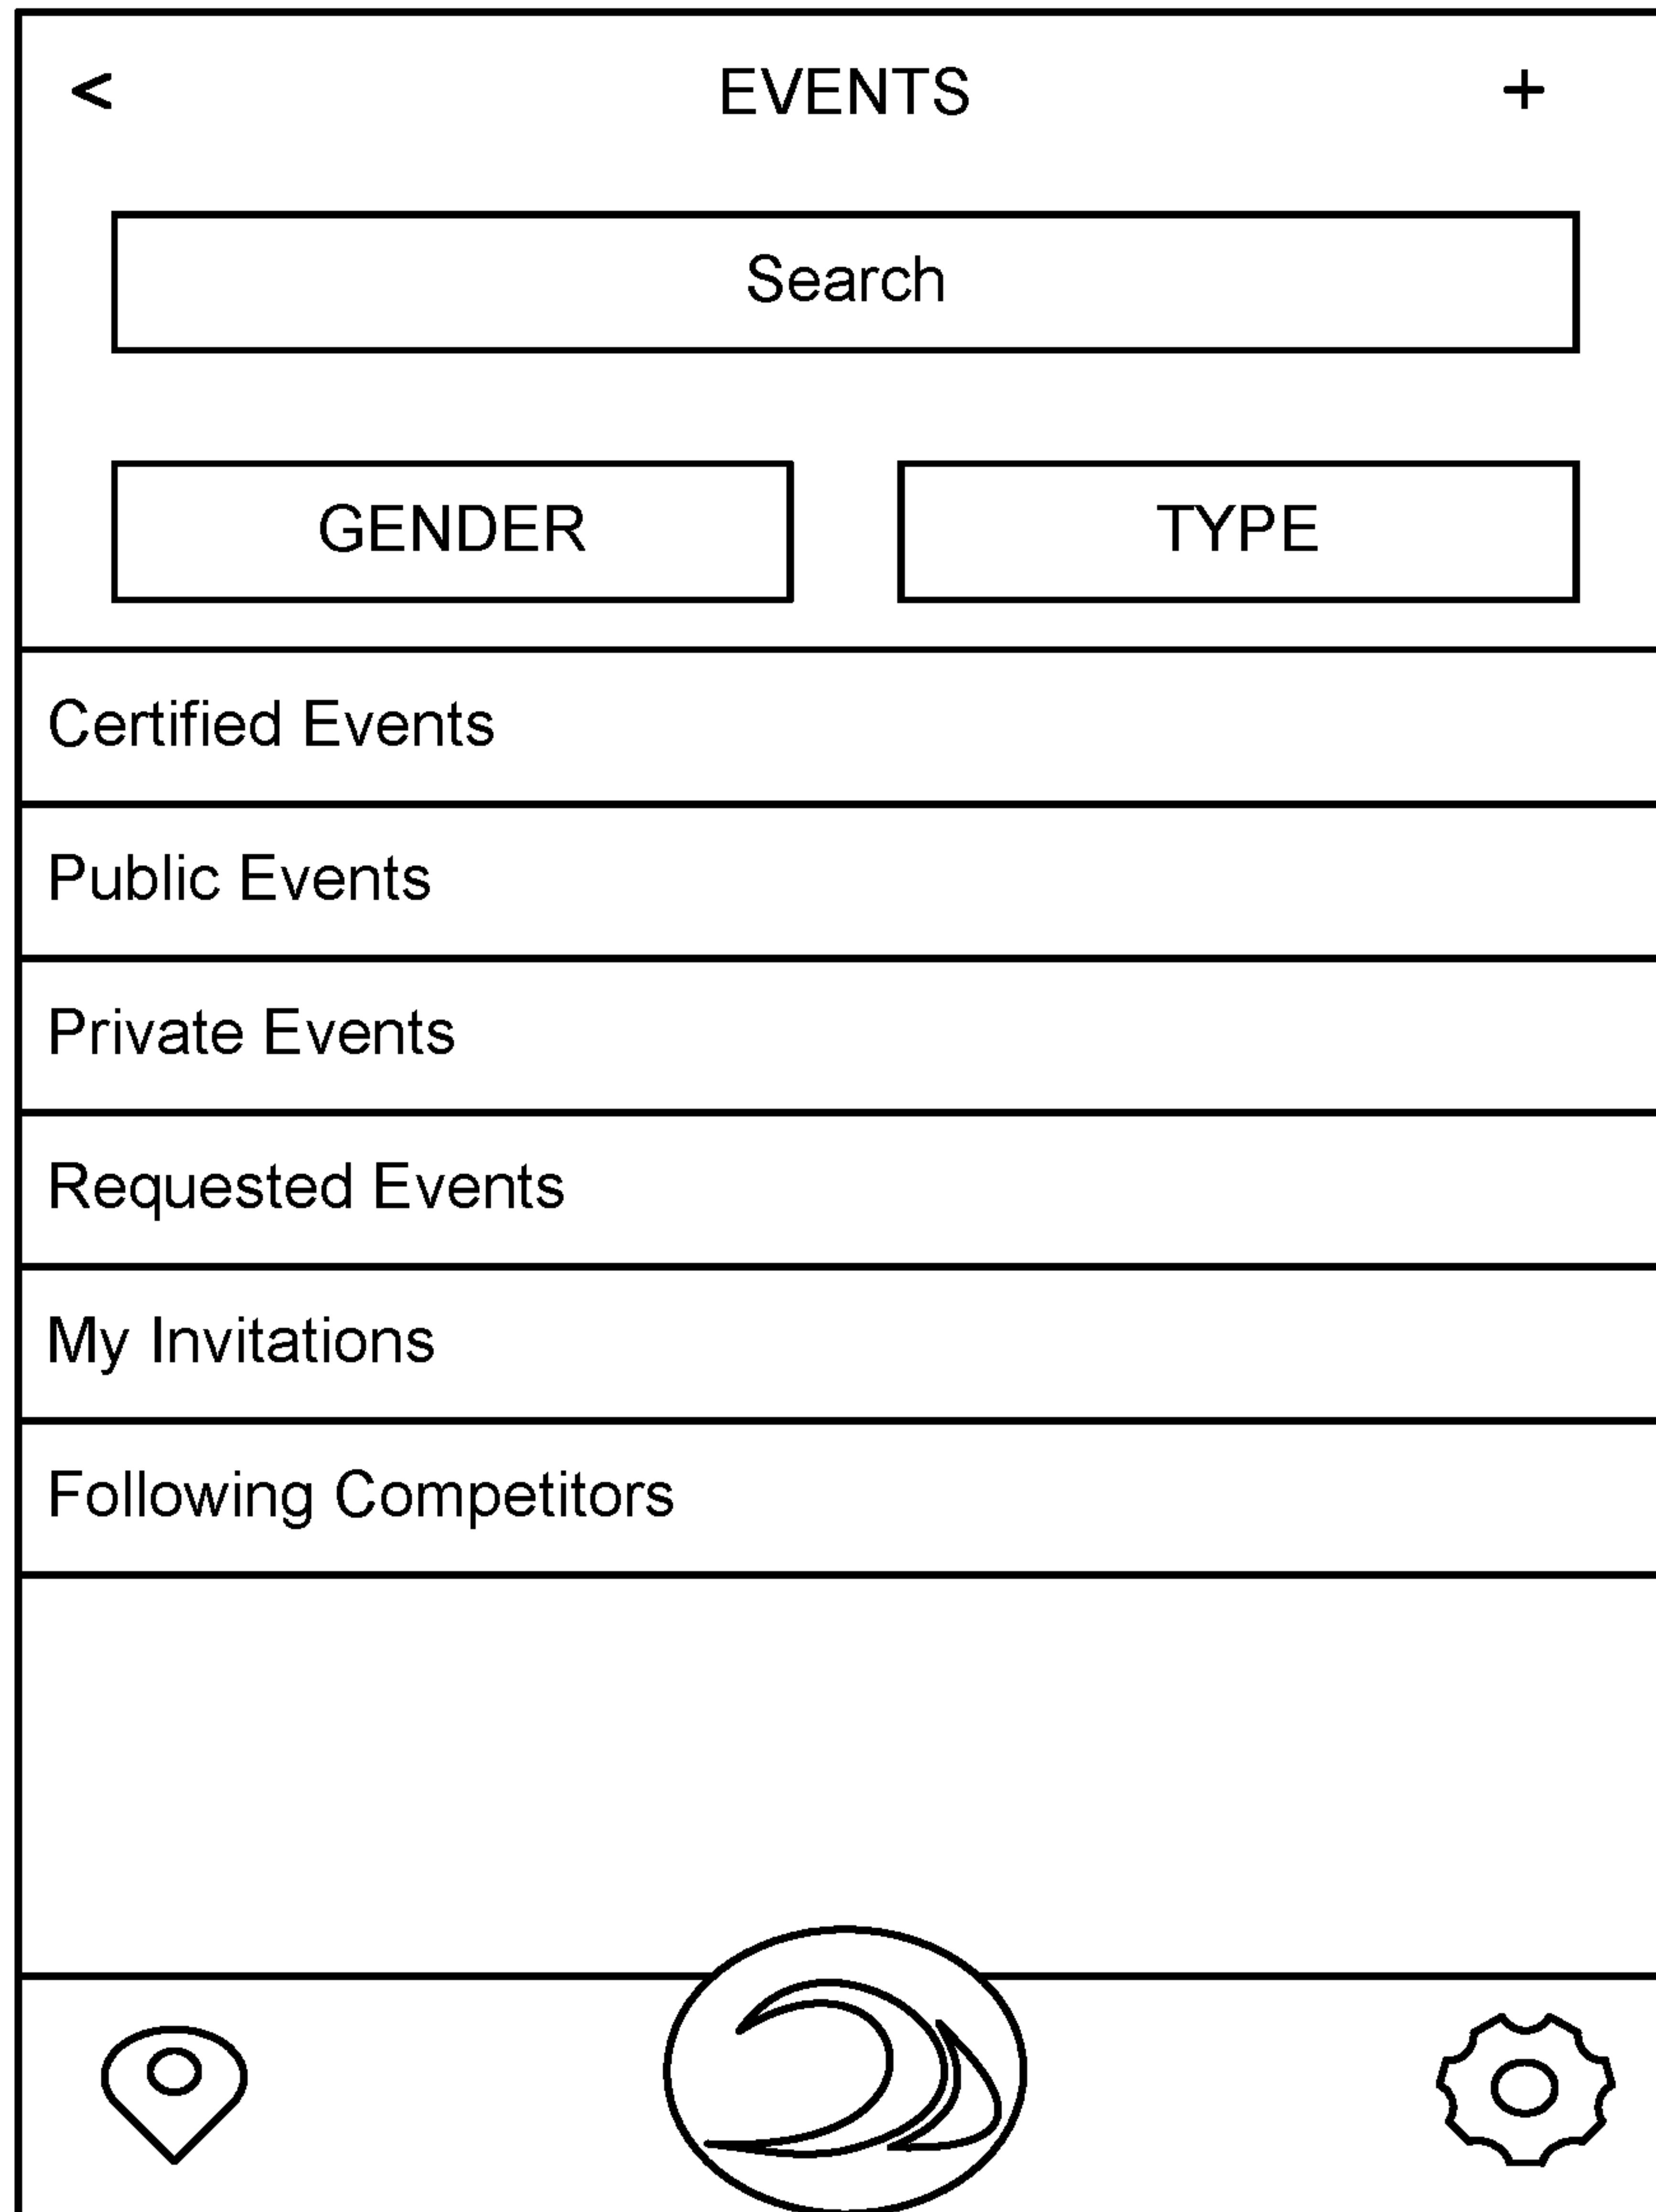 < EVENTS +
Search
GENDER TYPE
Certified Events
Public Events
Private Events
Requested Events
My Invitations
Following Competitors